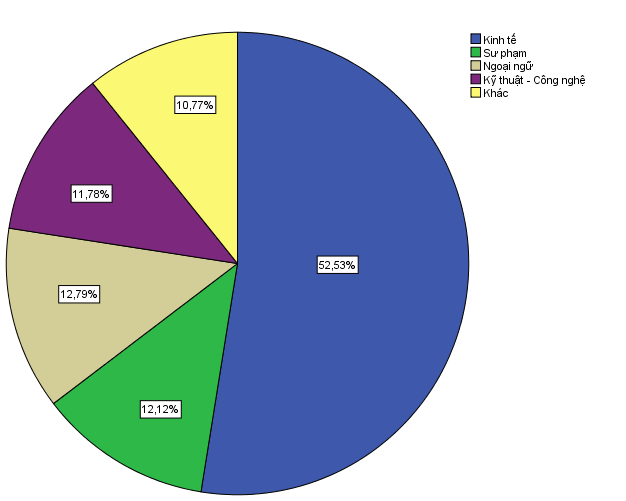 Kinh tế
Sư phạm
Ngoại ngữ
Kỹ thuật - Công nghệ
Khác
10,77%
11,78%
52,53%
12,79%
12,12%